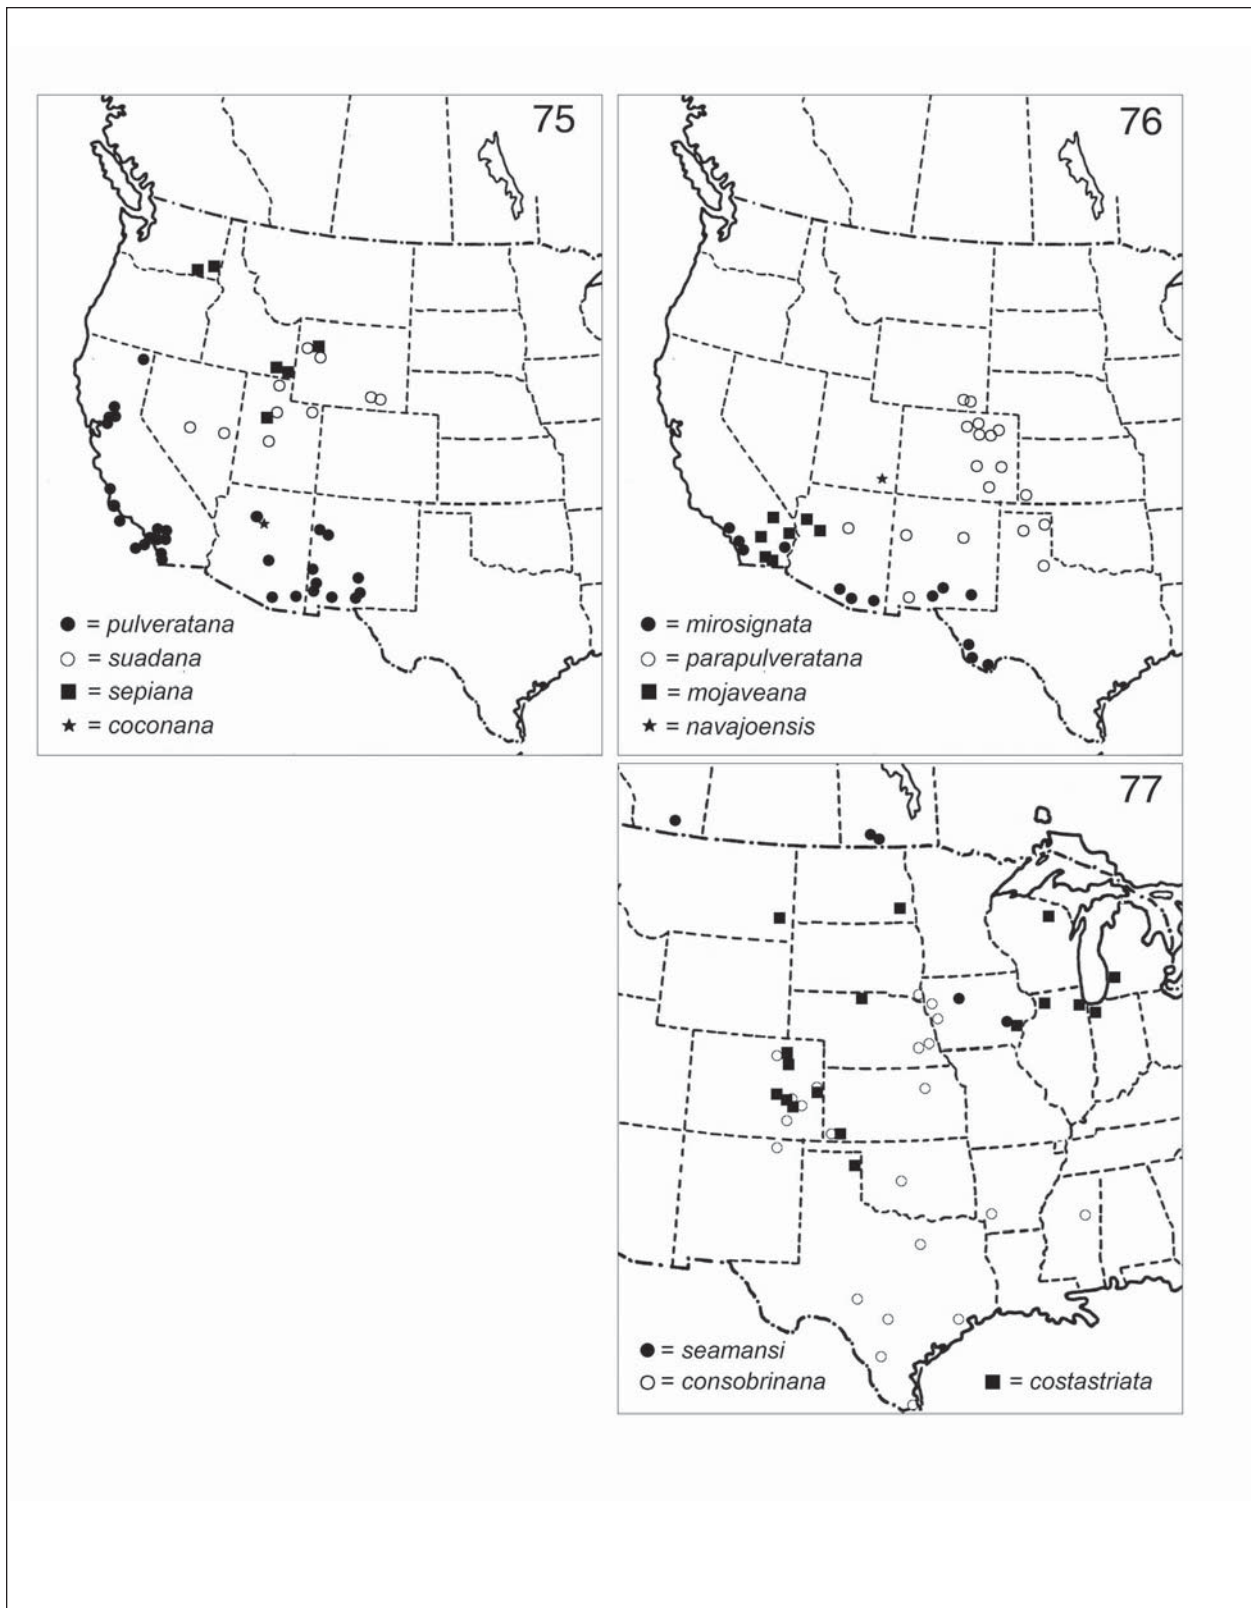 75
= pulveratana
= suadana
= sepiana
= coconana
76
= mirosignata
= parapulveratana
= mojaveana
= navajoensis
77
= seamansi
= consobrinana
= costastriata